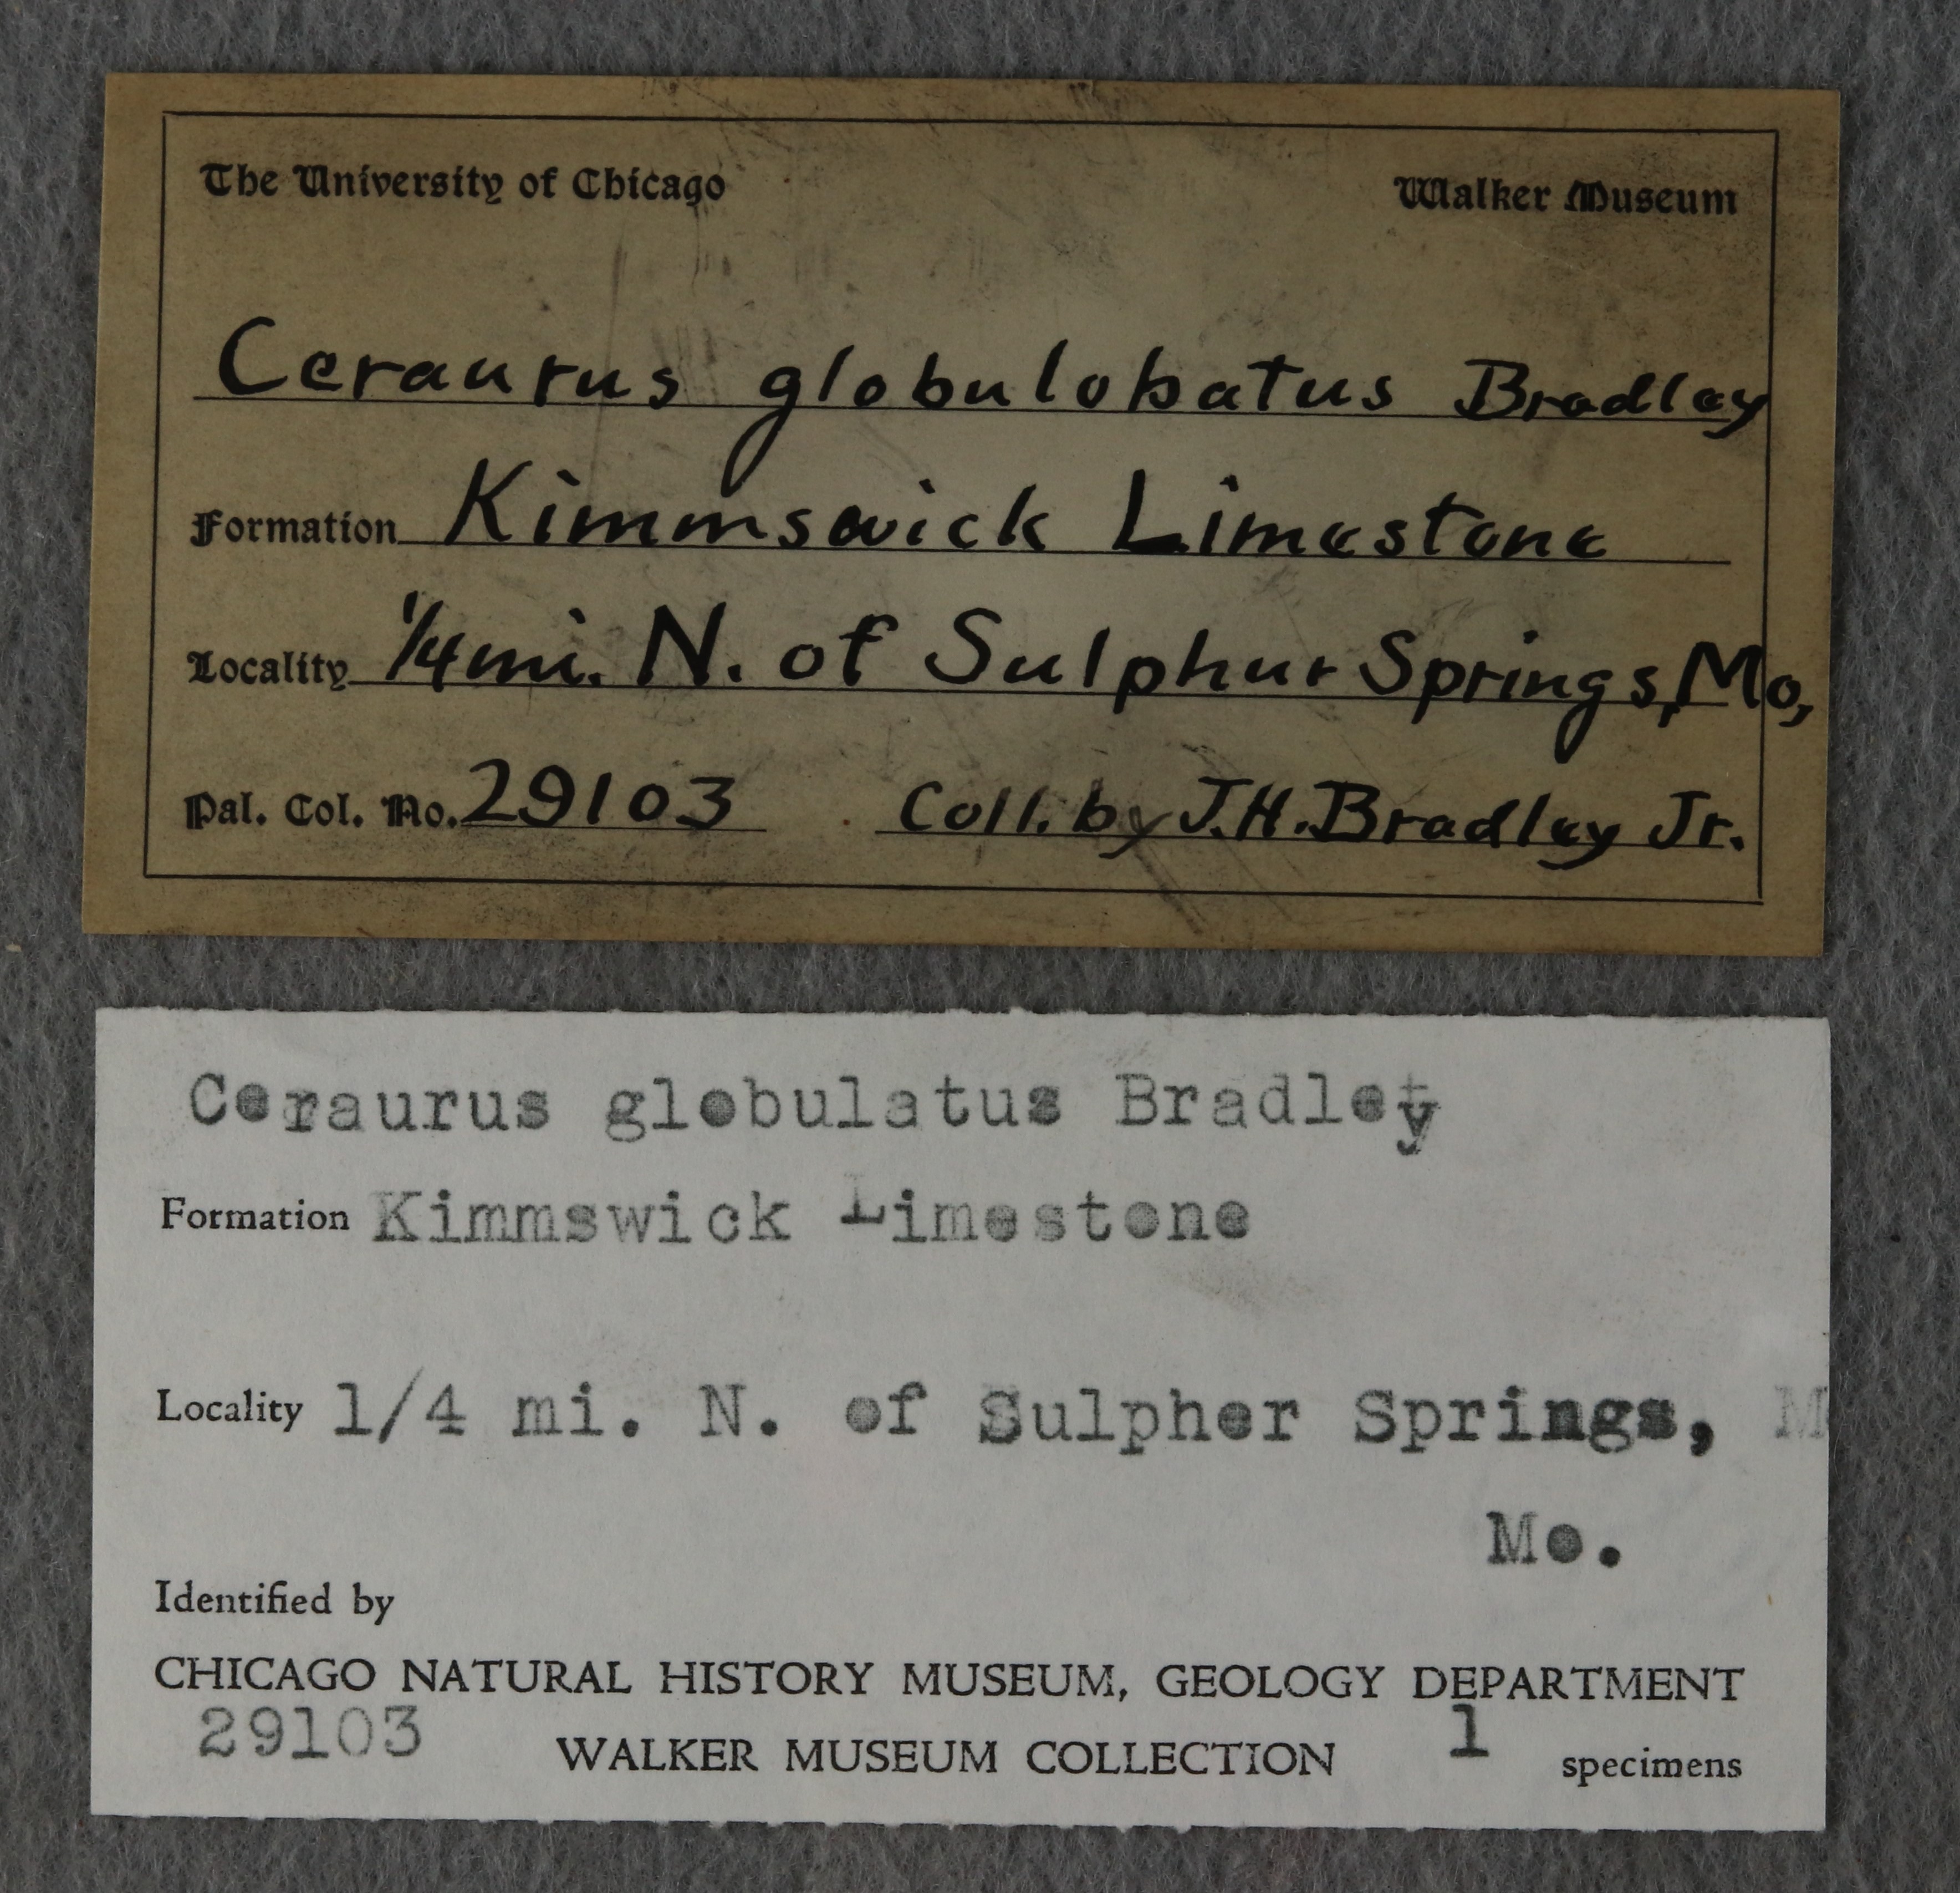 The University of Chicago Walker Museum
Ceraurus globulobatus Bradley
Formation Kimmswick Limestone
Locality 1/4 mi. N. of Sulphur Springs, Mo,
Pal. Col. No. 29103 Coll. by J.H. Bradley Jr.
Ceraurus globulatus Bradley
Formation Kimmswick Limestone
Locality 1/4 mi. N. of Sulpher Springs, M
Mo.
Identified by
CHICAGO NATURAL HISTORY MUSEUM, GEOLOGY DEPARTMENT
29103 WALKER MUSEUM COLLECTION 1 specimens